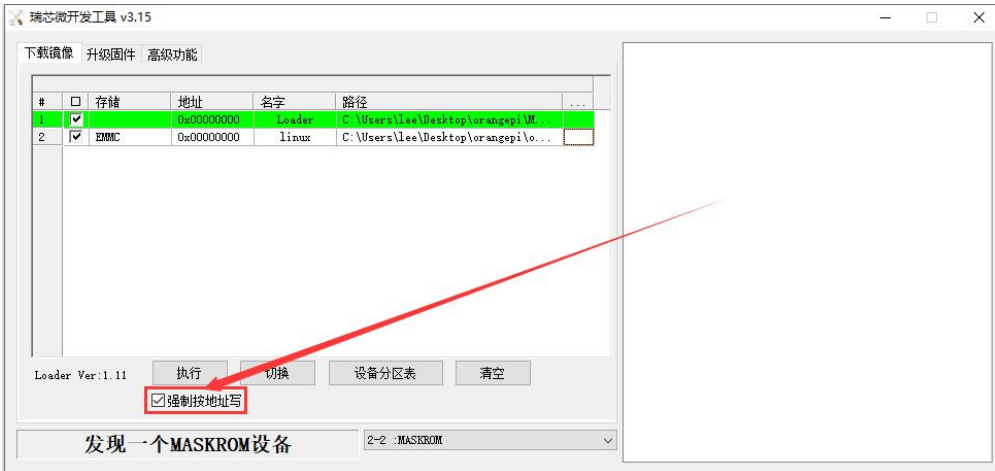 瑞芯微开发工具 v3.15
下载镜像 升级固件 高级功能
# 存储 地址 名字 路径 ...
1 0x00000000 Loader C:\Users\lee\Desktop\orangepi\M...
2 EMMC 0x00000000 linux C:\Users\lee\Desktop\orangepi\o...
Loader Ver:1.11 执行 切换 设备分区表 清空
强制按地址写
发现一个MASKROM设备 2-2 :MASKROM